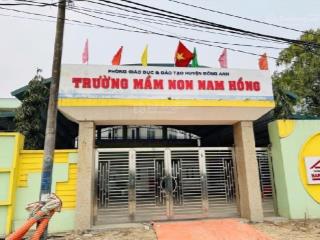 PHÒNG GIÁO DỤC & ĐÀO TẠO HUYỆN ĐÔNG ANH
TRƯỜNG MẦM NON NAM HỒNG